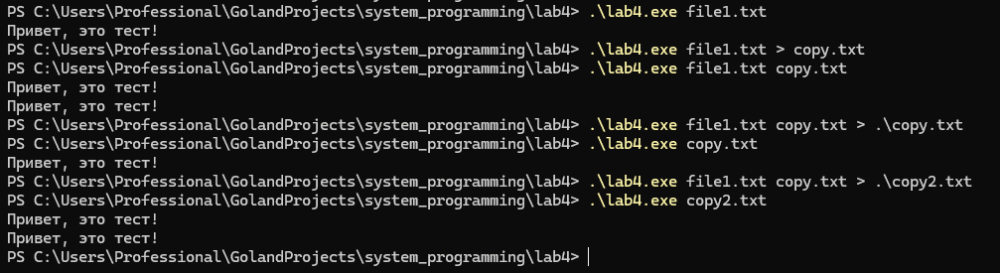 PS C:\Users\Professional\GolandProjects\system_programming\lab4> .\lab4.exe file1.txt
Привет, это тест!
PS C:\Users\Professional\GolandProjects\system_programming\lab4> .\lab4.exe file1.txt > copy.txt
PS C:\Users\Professional\GolandProjects\system_programming\lab4> .\lab4.exe file1.txt copy.txt
Привет, это тест!
Привет, это тест!
PS C:\Users\Professional\GolandProjects\system_programming\lab4> .\lab4.exe file1.txt copy.txt > .\copy.txt
PS C:\Users\Professional\GolandProjects\system_programming\lab4> .\lab4.exe copy.txt
Привет, это тест!
PS C:\Users\Professional\GolandProjects\system_programming\lab4> .\lab4.exe file1.txt copy.txt > .\copy2.txt
PS C:\Users\Professional\GolandProjects\system_programming\lab4> .\lab4.exe copy2.txt
Привет, это тест!
Привет, это тест!
PS C:\Users\Professional\GolandProjects\system_programming\lab4>